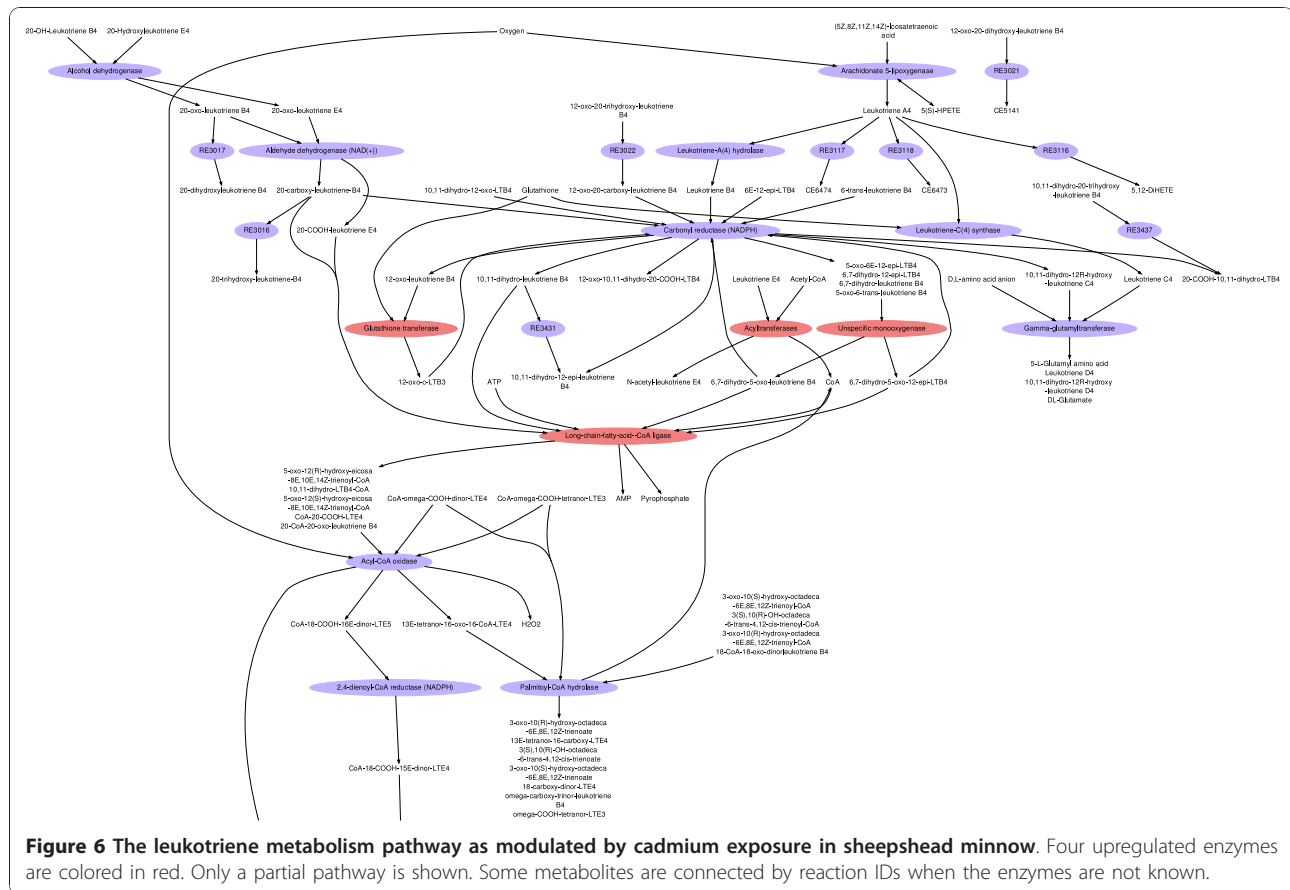 20-OH-Leukotriene B4
20-Hydroxyleukotriene E4
Oxygen
(5Z,8Z,11Z,14Z)-Icosatetraenoic
acid
12-oxo-20-dihydroxy-leukotriene B4
Alcohol dehydrogenase
Arachidonate 5-lipoxygenase
RE3021
20-oxo-leukotriene B4
20-oxo-leukotriene E4
12-oxo-20-trihydroxy-leukotriene
B4
Leukotriene A4
5(S)-HPETE
CE5141
RE3017
Aldehyde dehydrogenase (NAD(+))
RE3022
Leukotriene-A(4) hydrolase
RE3117
RE3118
RE3116
20-dihydroxyleukotriene B4
20-carboxy-leukotriene-B4
10,11-dihydro-12-oxo-LTB4
Glutathione
12-oxo-20-carboxy-leukotriene B4
Leukotriene B4
6E-12-epi-LTB4
CE6474
6-trans-leukotriene B4
CE6473
10,11-dihydro-20-trihydroxy
-leukotriene B4
5,12-DiHETE
RE3016
20-COOH-leukotriene E4
Carbonyl reductase (NADPH)
Leukotriene-C(4) synthase
RE3437
20-trihydroxy-leukotriene-B4
12-oxo-leukotriene B4
10,11-dihydro-leukotriene B4
12-oxo-10,11-dihydro-20-COOH-LTB4
Leukotriene E4
Acetyl-CoA
5-oxo-6E-12-epi-LTB4
6,7-dihydro-12-epi-LTB4
6,7-dihydro-leukotriene B4
5-oxo-6-trans-leukotriene B4
D,L-amino acid anion
10,11-dihydro-12R-hydroxy
-leukotriene C4
Leukotriene C4
20-COOH-10,11-dihydro-LTB4
Glutathione transferase
RE3431
Acyltransferases
Unspecific monooxygenase
Gamma-glutamyltransferase
12-oxo-c-LTB3
ATP
10,11-dihydro-12-epi-leukotriene
B4
N-acetyl-leukotriene E4
6,7-dihydro-5-oxo-leukotriene B4
CoA
6,7-dihydro-5-oxo-12-epi-LTB4
5-L-Glutamyl amino acid
Leukotriene D4
10,11-dihydro-12R-hydroxy
-leukotriene D4
DL-Glutamate
Long-chain-fatty-acid--CoA ligase
5-oxo-12(R)-hydroxy-eicosa
-8E,10E,14Z-trienoyl-CoA
10,11-dihydro-LTB4-CoA
5-oxo-12(S)-hydroxy-eicosa
-8E,10E,14Z-trienoyl-CoA
CoA-20-COOH-LTE4
20-CoA-20-oxo-leukotriene B4
CoA-omega-COOH-dinor-LTE4
CoA-omega-COOH-tetranor-LTE3
AMP
Pyrophosphate
Acyl-CoA oxidase
CoA-18-COOH-16E-dinor-LTE5
13E-tetranor-16-oxo-16-CoA-LTE4
H2O2
3-oxo-10(S)-hydroxy-octadeca
-6E,8E,12Z-trienoyl-CoA
3(S),10(R)-OH-octadeca
-6-trans-4,12-cis-trienoyl-CoA
3-oxo-10(R)-hydroxy-octadeca
-6E,8E,12Z-trienoyl-CoA
18-CoA-18-oxo-dinorleukotriene B4
2,4-dienoyl-CoA reductase (NADPH)
Palmitoyl-CoA hydrolase
CoA-18-COOH-15E-dinor-LTE4
3-oxo-10(R)-hydroxy-octadeca
-6E,8E,12Z-trienoate
13E-tetranor-16-carboxy-LTE4
3(S),10(R)-OH-octadeca
-6-trans-4,12-cis-trienoate
3-oxo-10(S)-hydroxy-octadeca
-6E,8E,12Z-trienoate
18-carboxy-dinor-LTE4
omega-carboxy-trinor-leukotriene
B4
omega-COOH-tetranor-LTE3
Figure 6 The leukotriene metabolism pathway as modulated by cadmium exposure in sheepshead minnow. Four upregulated enzymes
are colored in red. Only a partial pathway is shown. Some metabolites are connected by reaction IDs when the enzymes are not known.